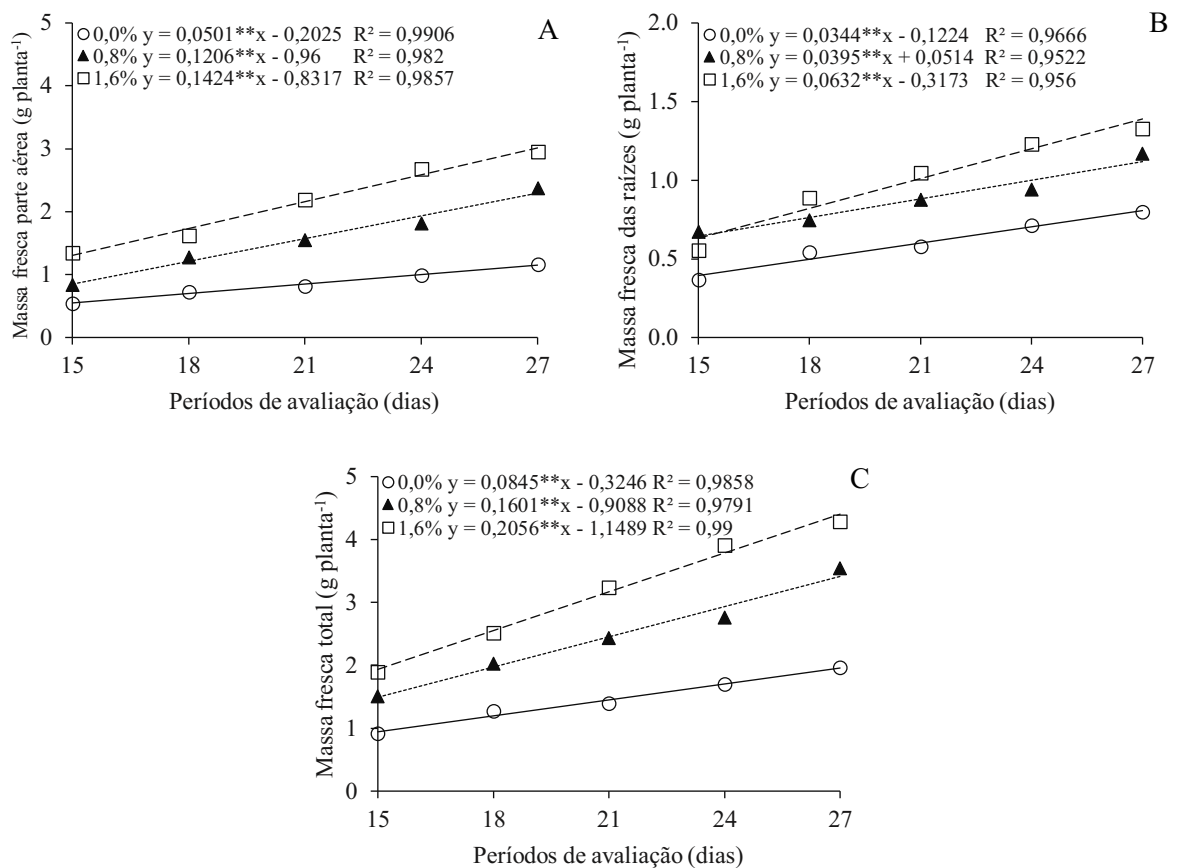 A
0,0% y = 0,0501**x - 0,2025 R² = 0,9906
0,8% y = 0,1206**x - 0,96 R² = 0,982
1,6% y = 0,1424**x - 0,8317 R² = 0,9857
Massa fresca parte aérea (g planta⁻¹)
5
4
3
2
1
0
15 18 21 24 27
Períodos de avaliação (dias)
B
0,0% y = 0,0344**x - 0,1224 R² = 0,9666
0,8% y = 0,0395**x + 0,0514 R² = 0,9522
1,6% y = 0,0632**x - 0,3173 R² = 0,956
Massa fresca das raízes (g planta⁻¹)
2.0
1.5
1.0
0.5
0.0
15 18 21 24 27
Períodos de avaliação (dias)
C
0,0% y = 0,0845**x - 0,3246 R² = 0,9858
0,8% y = 0,1601**x - 0,9088 R² = 0,9791
1,6% y = 0,2056**x - 1,1489 R² = 0,99
Massa fresca total (g planta⁻¹)
5
4
3
2
1
0
15 18 21 24 27
Períodos de avaliação (dias)